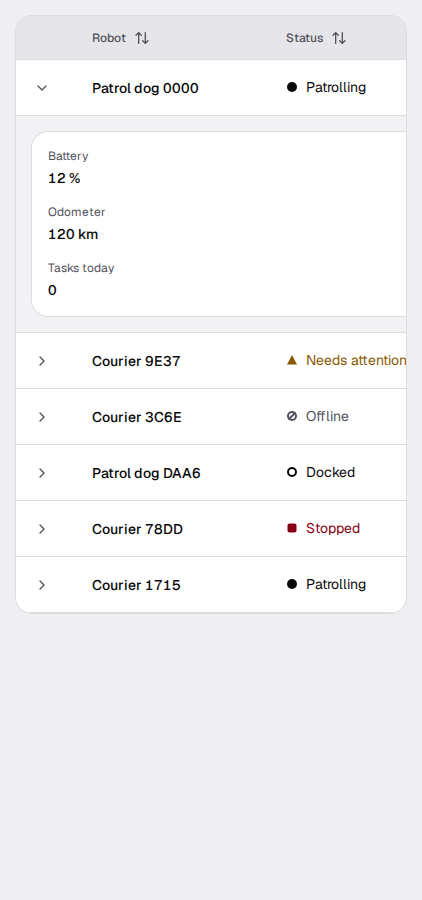 Robot Status
Patrol dog 0000 Patrolling
Battery
12 %
Odometer
120 km
Tasks today
0
Courier 9E37 Needs attention
Courier 3C6E Offline
Patrol dog DAA6 Docked
Courier 78DD Stopped
Courier 1715 Patrolling